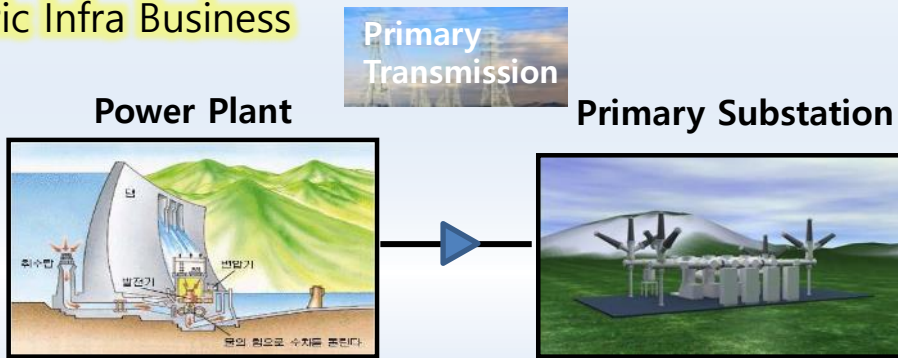 ric Infra Business
Primary
Transmission
Power Plant
Primary Substation
댐
취수탑
변압기
발전기
물의 힘으로 수차를 돌린다